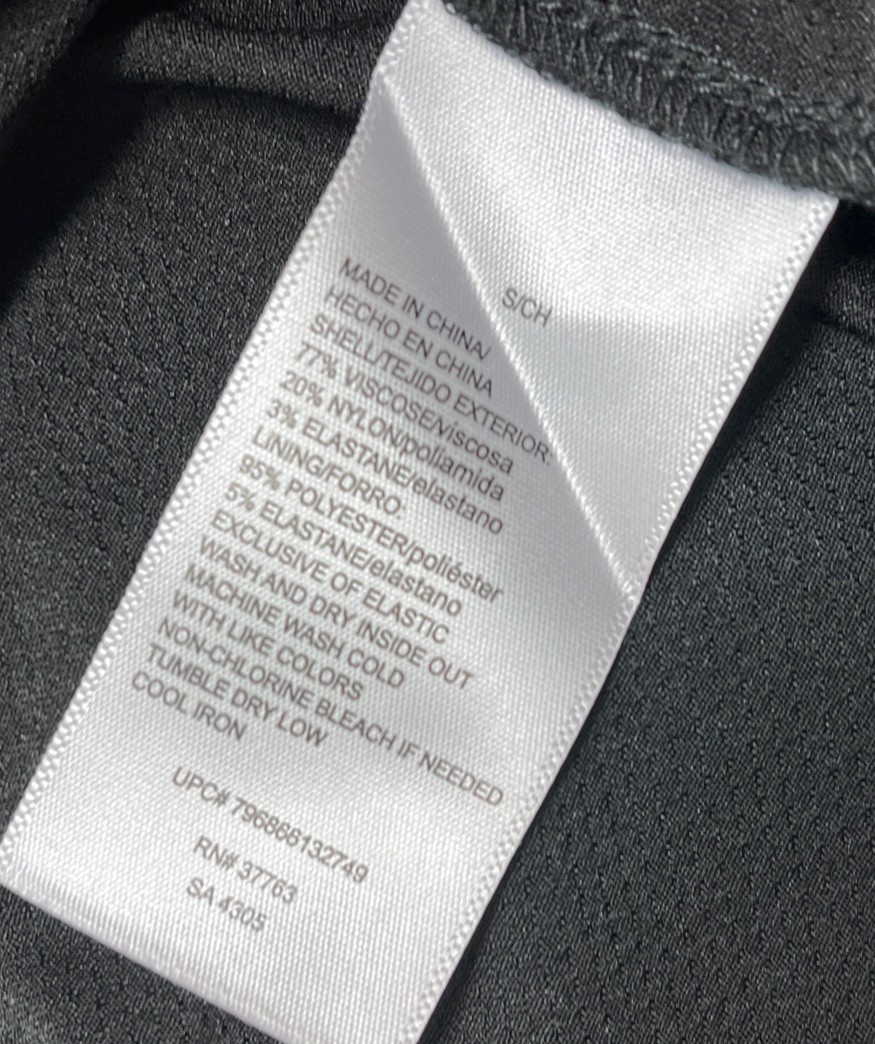 S/CH
MADE IN CHINA/
HECHO EN CHINA
SHELL/TEJIDO EXTERIOR:
77% VISCOSE/viscosa
20% NYLON/poliamida
3% ELASTANE/elastano
LINING/FORRO:
95% POLYESTER/poliéster
5% ELASTANE/elastano
EXCLUSIVE OF ELASTIC
WASH AND DRY INSIDE OUT
MACHINE WASH COLD
WITH LIKE COLORS
NON-CHLORINE BLEACH IF NEEDED
TUMBLE DRY LOW
COOL IRON
UPC# 796866132749
RN# 37763
SA 4305